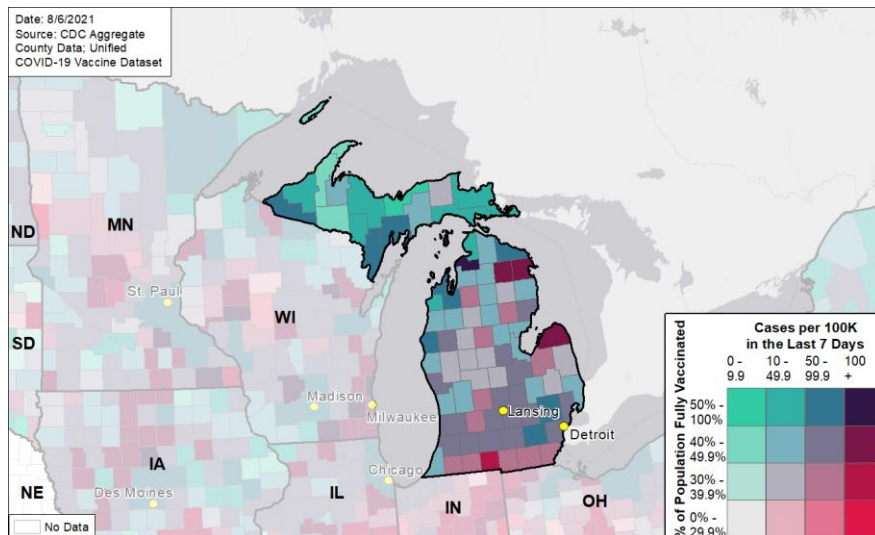 Date: 8/6/2021
Source: CDC Aggregate
County Data; Unified
COVID-19 Vaccine Dataset
ND
MN
St. Paul
WI
SD
Madison
Milwaukee
Lansing
Detroit
IA
Chicago
NE
Des Moines
IL
IN
OH
No Data
Cases per 100K
in the Last 7 Days
0 -
9.9
10 -
49.9
50 -
99.9
100
+
% of Population Fully Vaccinated
50% -
100%
40% -
49.9%
30% -
39.9%
0% -
29.9%